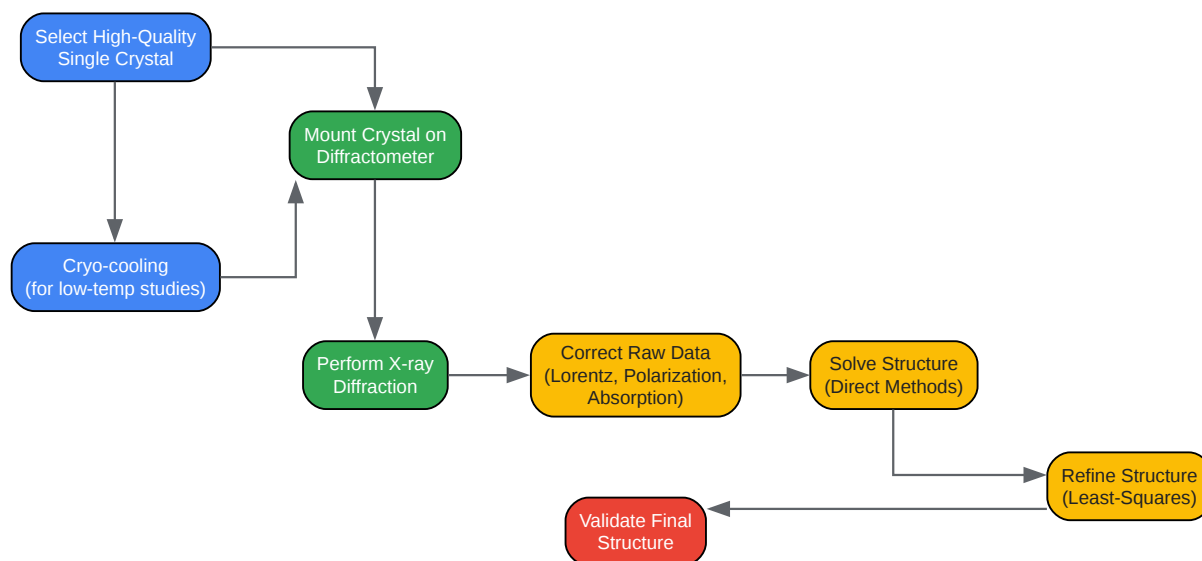 Select High-Quality
Single Crystal
Mount Crystal on
Diffractometer
Cryo-cooling
(for low-temp studies)
Perform X-ray
Diffraction
Correct Raw Data
(Lorentz, Polarization,
Absorption)
Solve Structure
(Direct Methods)
Refine Structure
(Least-Squares)
Validate Final
Structure